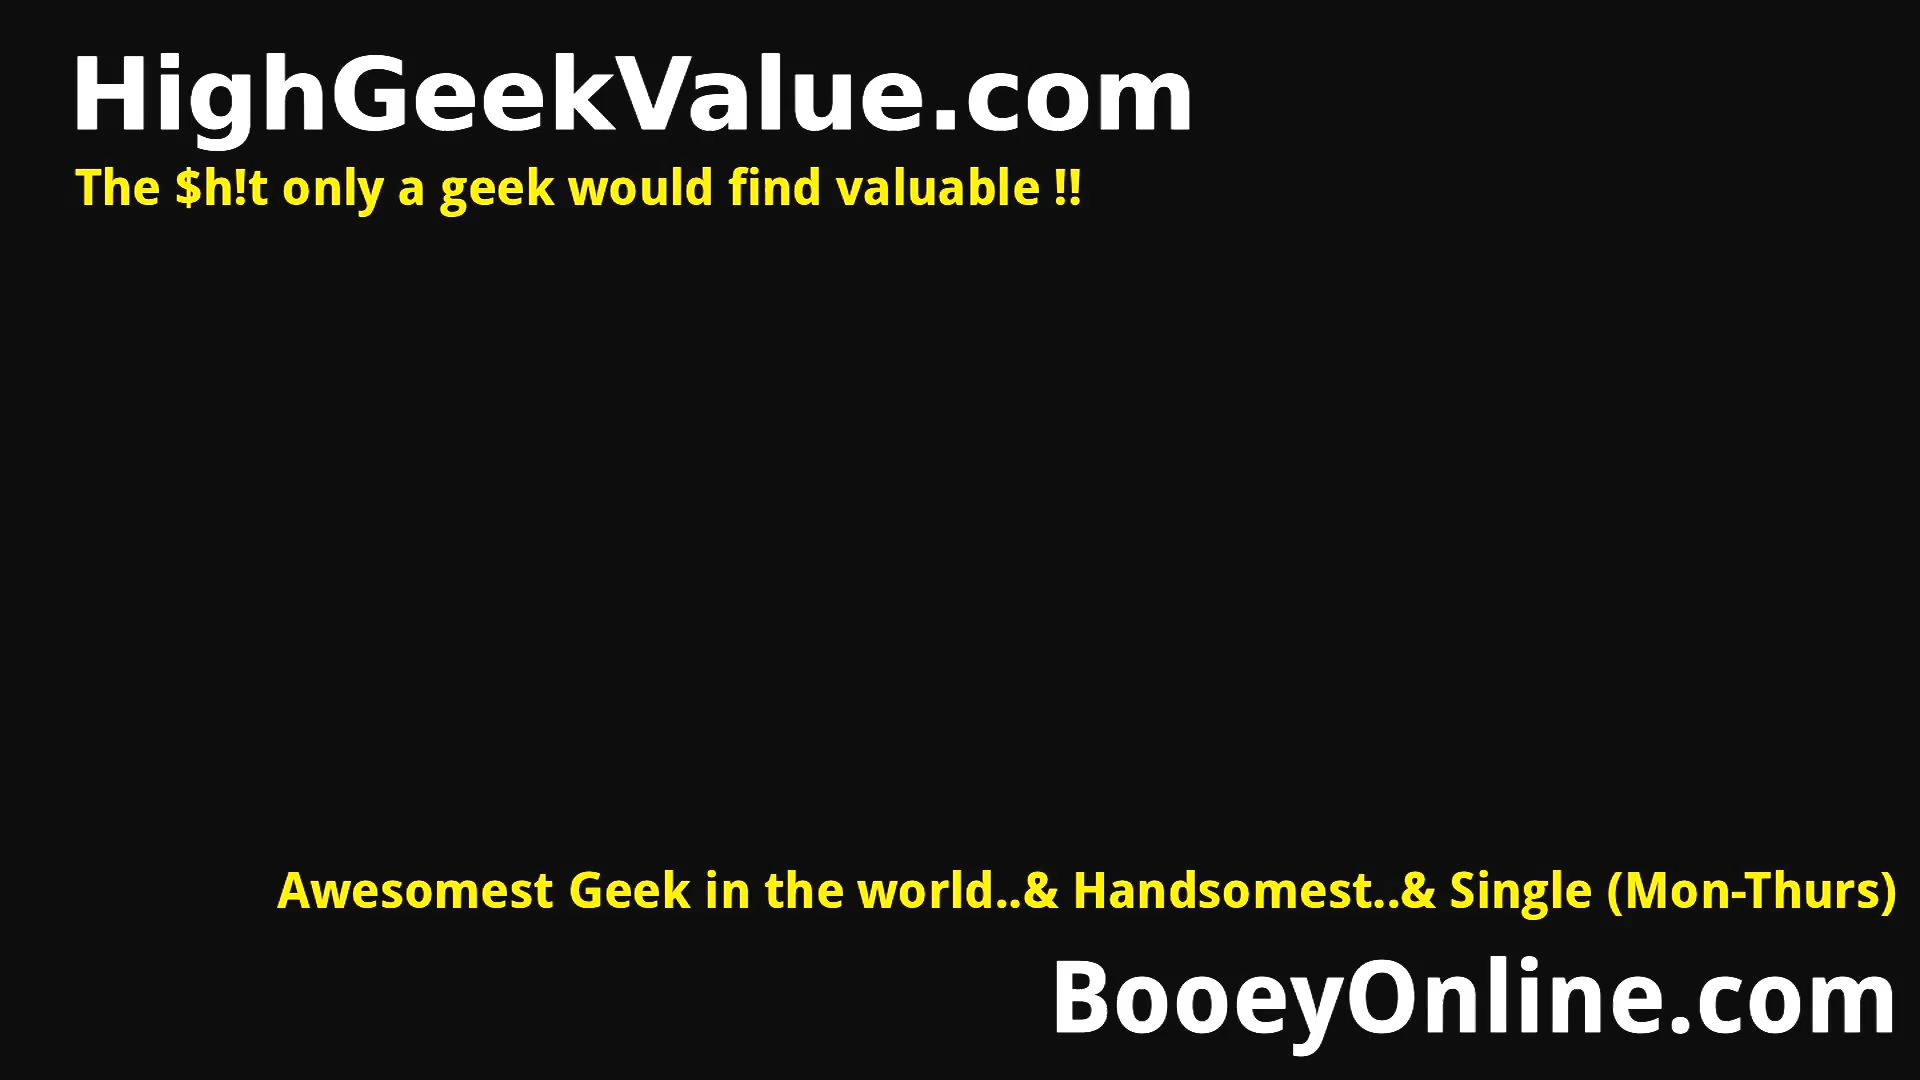 HighGeekValue.com
The $h!t only a geek would find valuable !!
Awesomest Geek in the world..& Handsomest..& Single (Mon-Thurs)
BooeyOnline.com